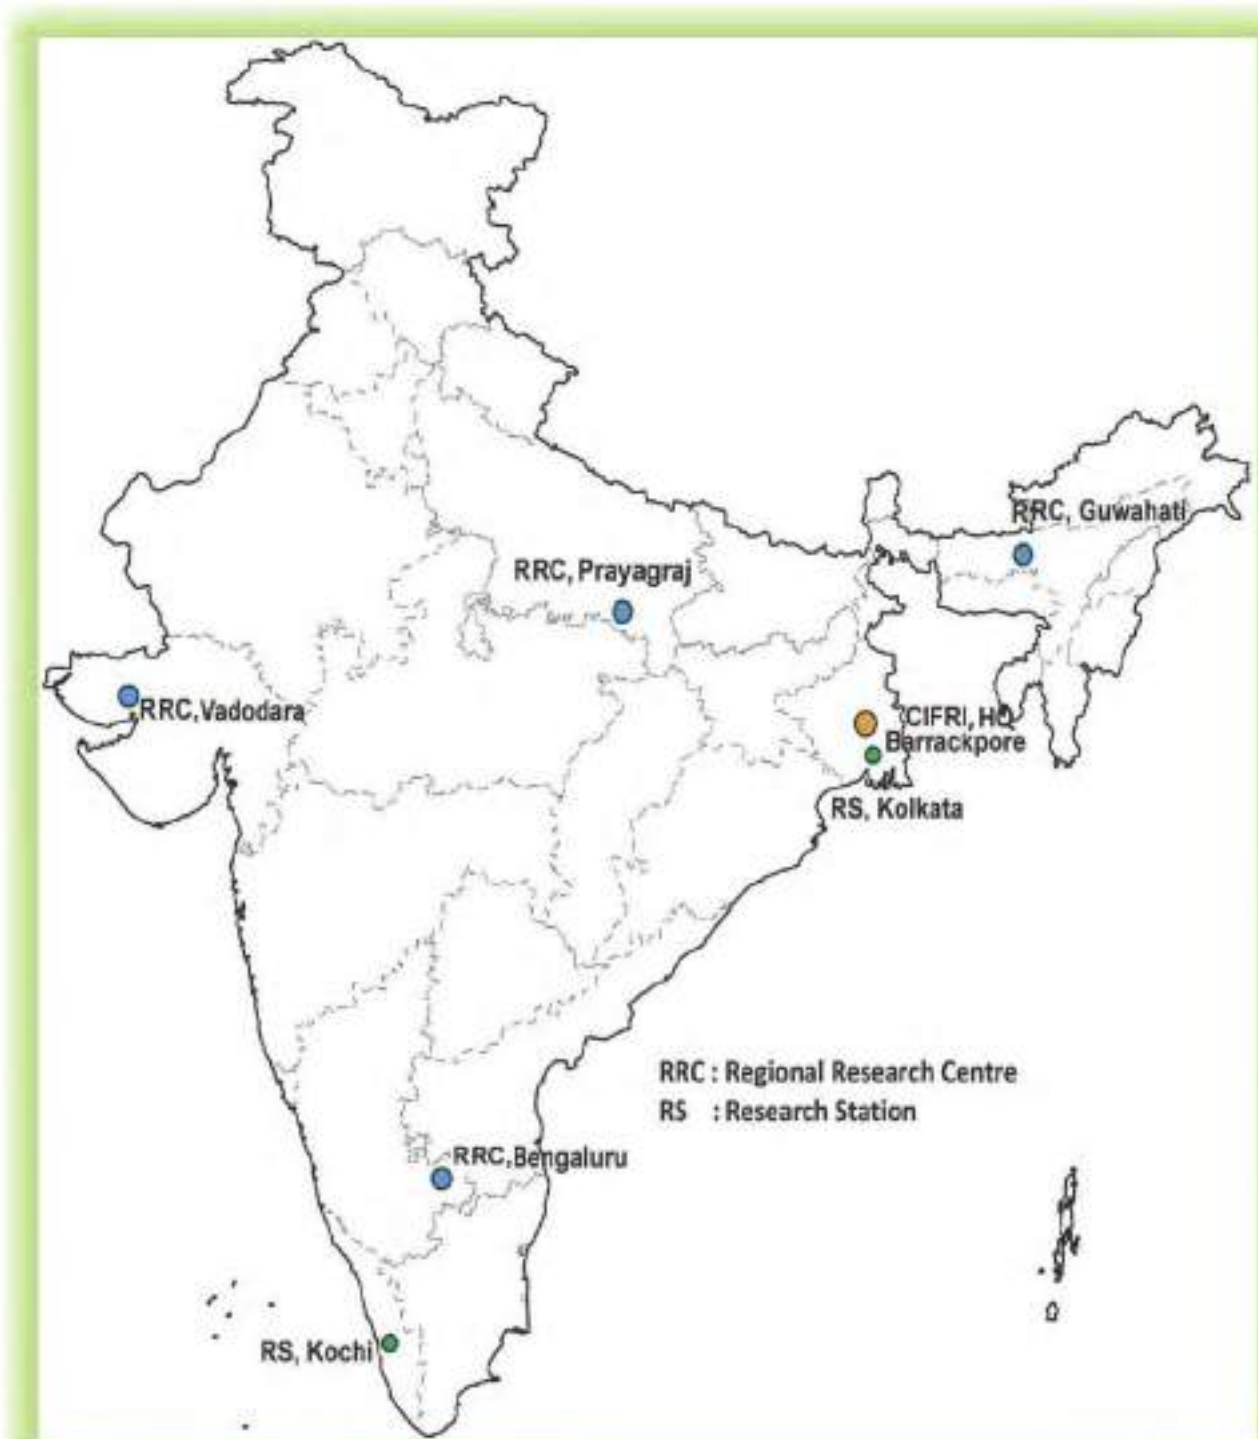 RRC, Guwahati
RRC, Prayagraj
RRC,Vadodara
CIFRI, HQ
Barrackpore
RS, Kolkata
RRC : Regional Research Centre
RS : Research Station
RRC,Bengaluru
RS, Kochi